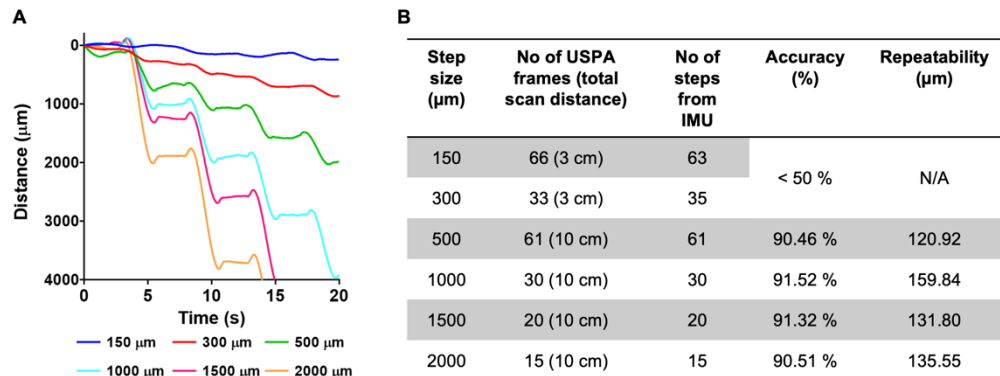 A
B
0
1000
2000
3000
4000
Distance (μm)
0 5 10 15 20
Time (s)
150 μm 300 μm 500 μm
1000 μm 1500 μm 2000 μm
Step size (μm) No of USPA frames (total scan distance) No of steps from IMU Accuracy (%) Repeatability (μm)
150 66 (3 cm) 63 < 50 % N/A
300 33 (3 cm) 35
500 61 (10 cm) 61 90.46 % 120.92
1000 30 (10 cm) 30 91.52 % 159.84
1500 20 (10 cm) 20 91.32 % 131.80
2000 15 (10 cm) 15 90.51 % 135.55